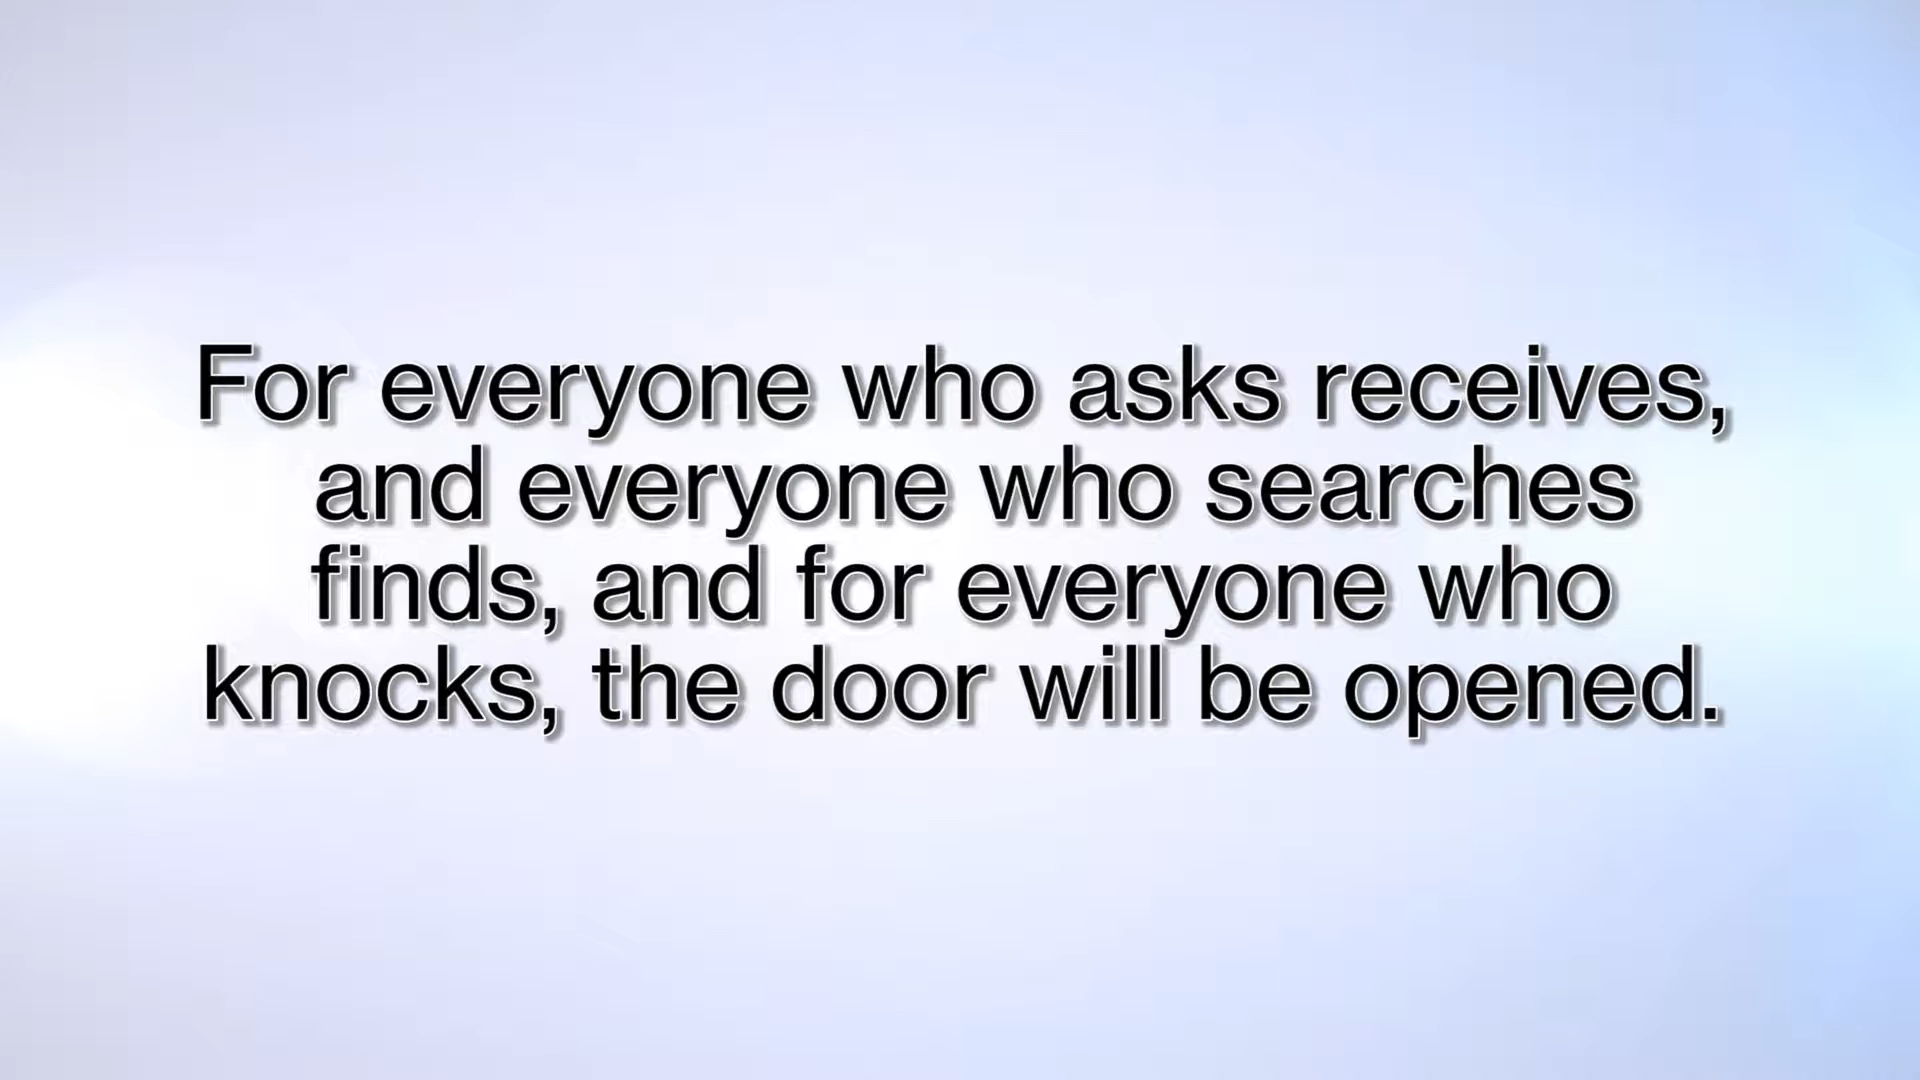 For everyone who asks receives,
and everyone who searches
finds, and for everyone who
knocks, the door will be opened.